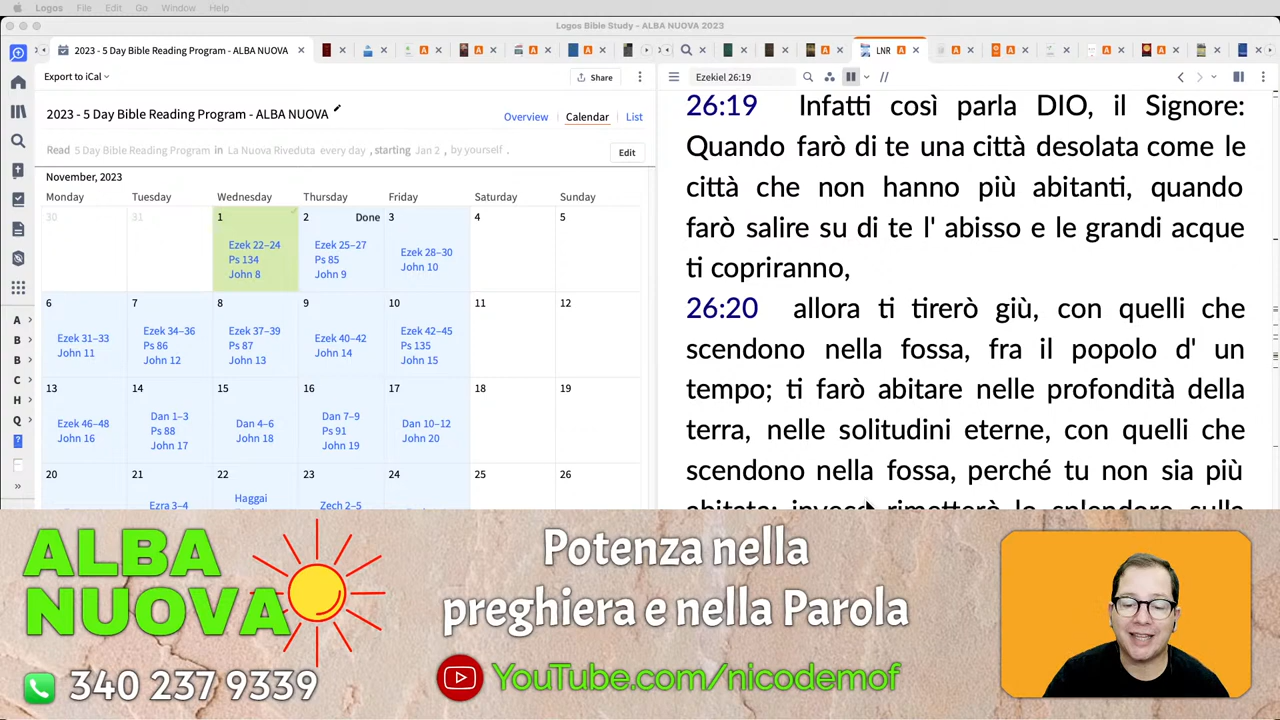 Logos File Edit Go Window Help
Logos Bible Study - ALBA NUOVA 2023
2023 - 5 Day Bible Reading Program - ALBA NUOVA
LNR
Export to iCal
Share
Ezekiel 26:19
2023 - 5 Day Bible Reading Program - ALBA NUOVA
Overview Calendar List
Read 5 Day Bible Reading Program in La Nuova Riveduta every day , starting Jan 2 , by yourself .
Edit
November, 2023
Monday Tuesday Wednesday Thursday Friday Saturday Sunday
30 31 1 2 Done 3 4 5
Ezek 22–24
Ps 134
John 8
Ezek 25–27
Ps 85
John 9
Ezek 28–30
John 10
6 7 8 9 10 11 12
Ezek 31–33
John 11
Ezek 34–36
Ps 86
John 12
Ezek 37–39
Ps 87
John 13
Ezek 40–42
John 14
Ezek 42–45
Ps 135
John 15
13 14 15 16 17 18 19
Ezek 46–48
John 16
Dan 1–3
Ps 88
John 17
Dan 4–6
John 18
Dan 7–9
Ps 91
John 19
Dan 10–12
John 20
20 21 22 23 24 25 26
Ezra 3–4
Haggai
Zech 2–5
A
B
B
C
H
Q
26:19 Infatti così parla DIO, il Signore:
Quando farò di te una città desolata come le
città che non hanno più abitanti, quando
farò salire su di te l' abisso e le grandi acque
ti copriranno,
26:20 allora ti tirerò giù, con quelli che
scendono nella fossa, fra il popolo d' un
tempo; ti farò abitare nelle profondità della
terra, nelle solitudini eterne, con quelli che
scendono nella fossa, perché tu non sia più
abitata; invece rimetterò lo splendore sulla
ALBA
NUOVA
340 237 9339
Potenza nella
preghiera e nella Parola
YouTube.com/nicodemof